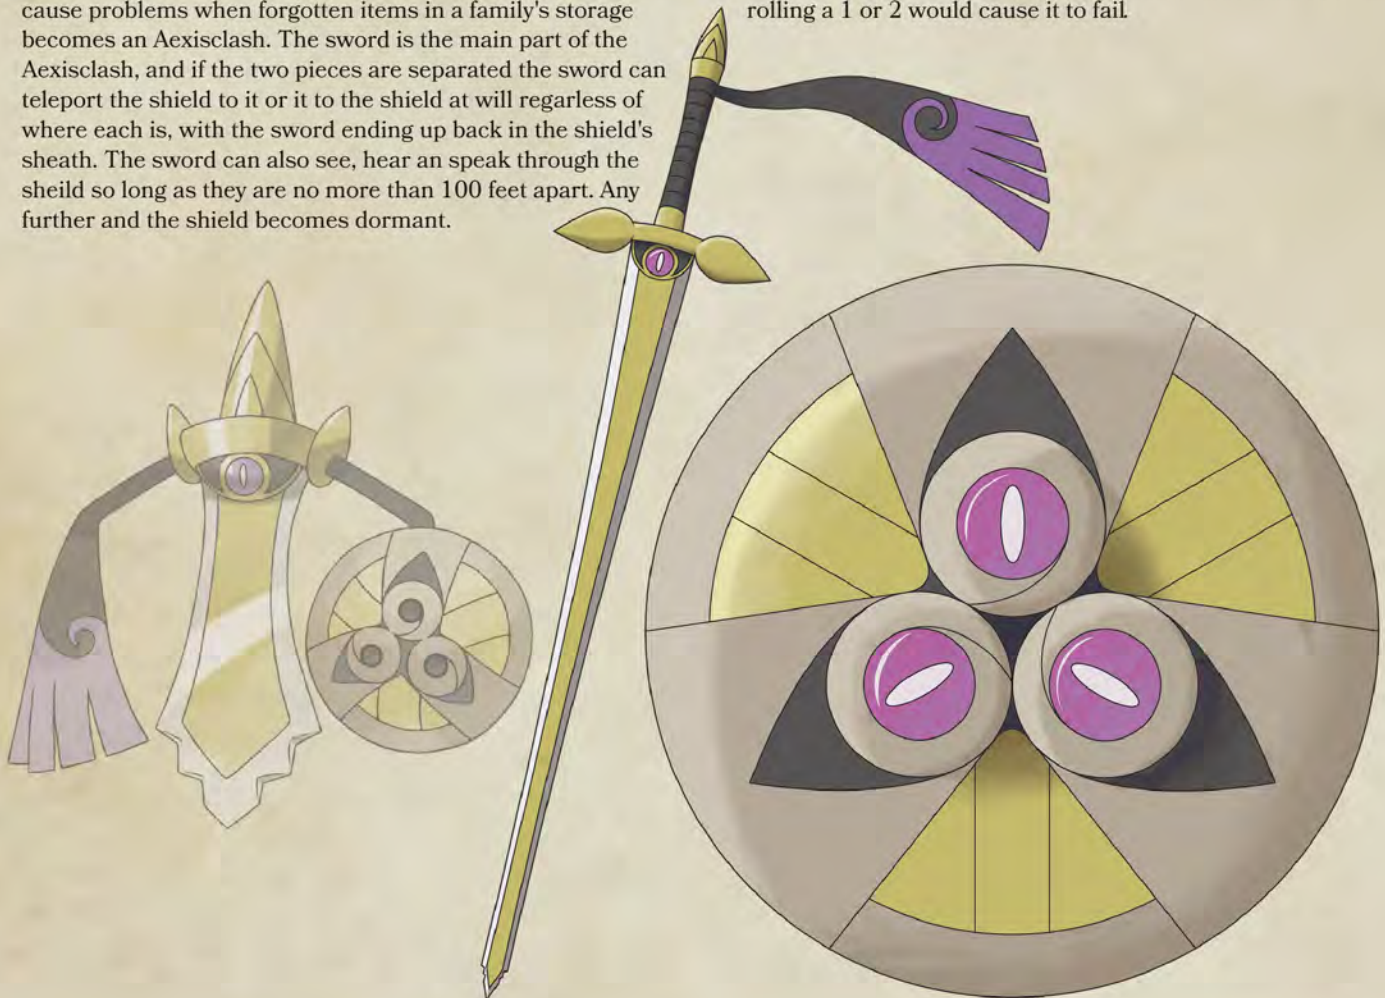 cause problems when forgotten items in a family's storage
becomes an Aexisclash. The sword is the main part of the
Aexisclash, and if the two pieces are separated the sword can
teleport the shield to it or it to the shield at will regarless of
where each is, with the sword ending up back in the shield's
sheath. The sword can also see, hear an speak through the
sheild so long as they are no more than 100 feet apart. Any
further and the shield becomes dormant.
rolling a 1 or 2 would cause it to fail.